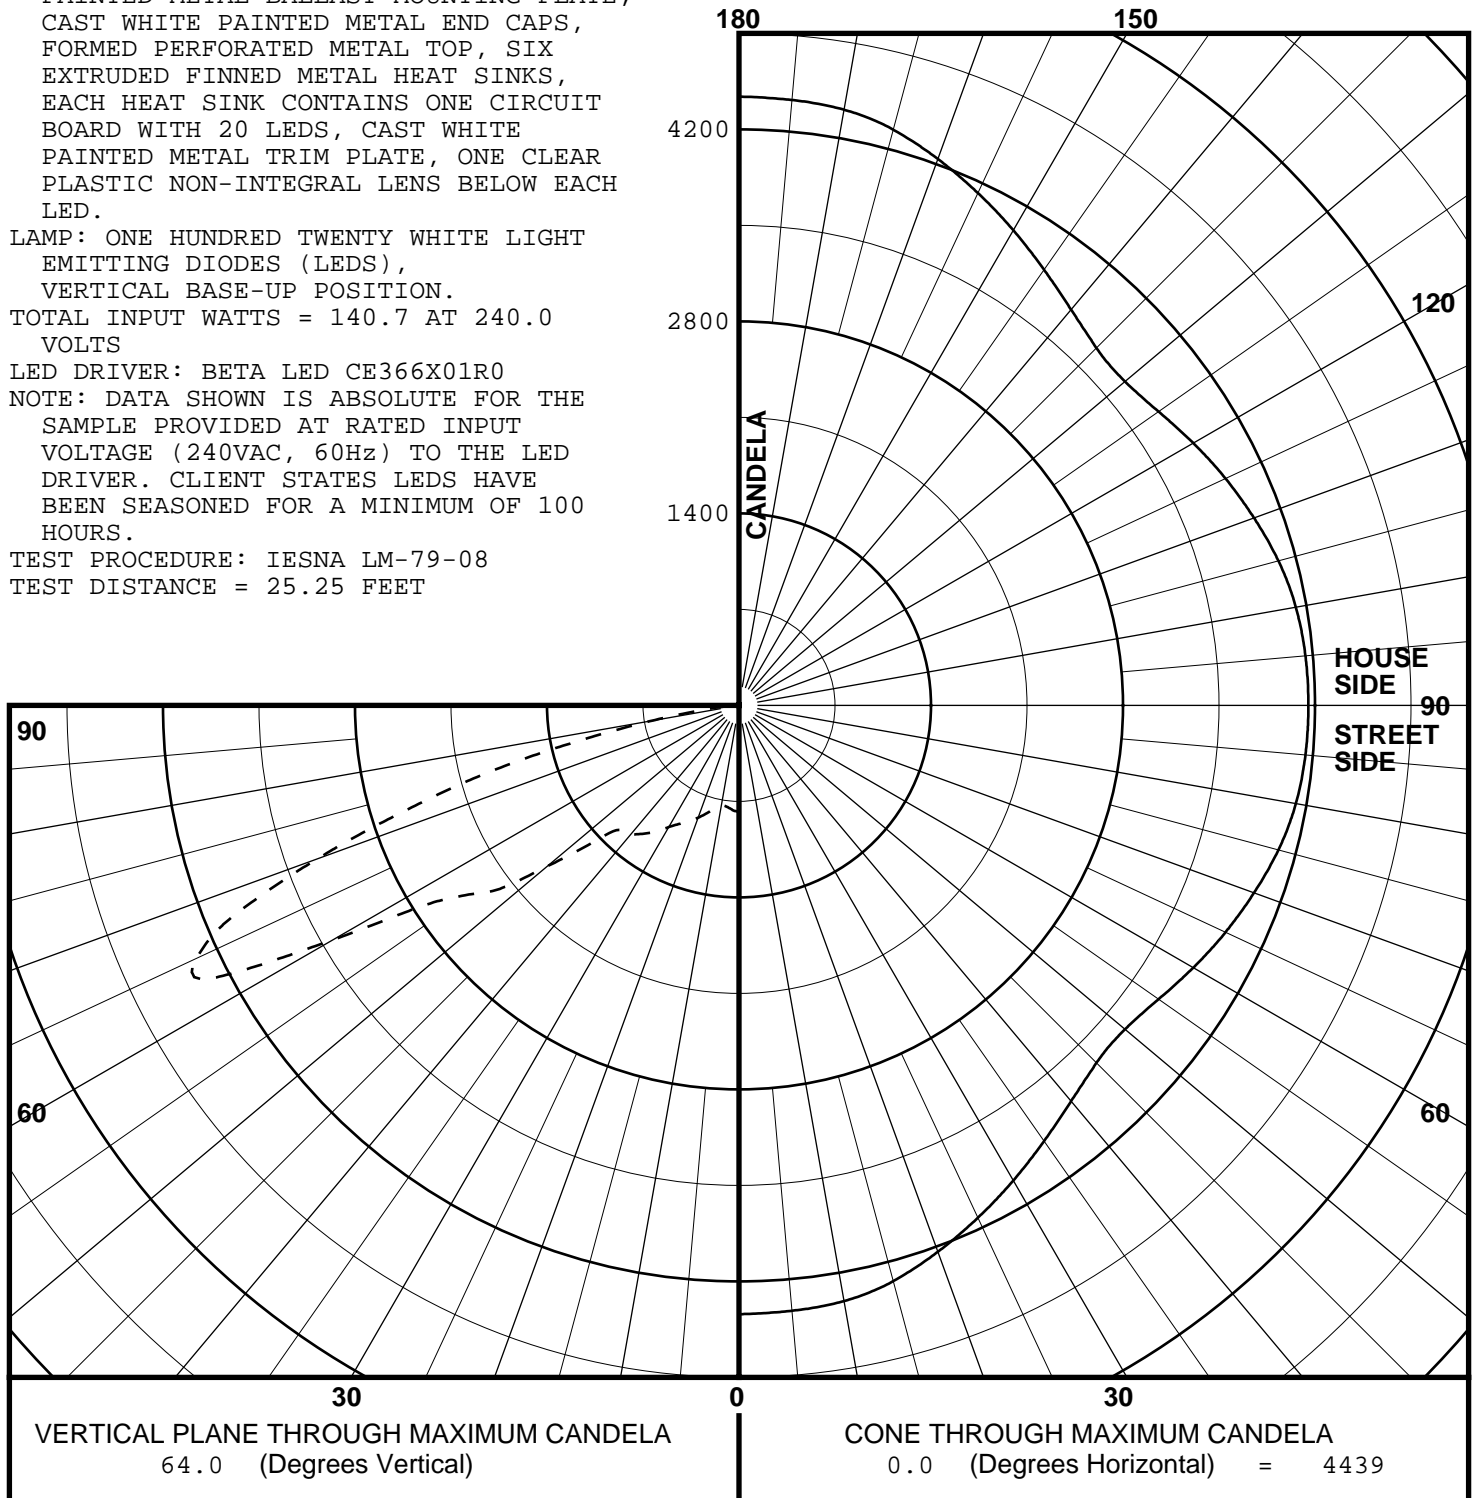 PAINTED METAL BALLAST MOUNTING PLATE,
CAST WHITE PAINTED METAL END CAPS,
FORMED PERFORATED METAL TOP, SIX
EXTRUDED FINNED METAL HEAT SINKS,
EACH HEAT SINK CONTAINS ONE CIRCUIT
BOARD WITH 20 LEDS, CAST WHITE
PAINTED METAL TRIM PLATE, ONE CLEAR
PLASTIC NON-INTEGRAL LENS BELOW EACH
LED.
LAMP: ONE HUNDRED TWENTY WHITE LIGHT
EMITTING DIODES (LEDS),
VERTICAL BASE-UP POSITION.
TOTAL INPUT WATTS = 140.7 AT 240.0
VOLTS
LED DRIVER: BETA LED CE366X01R0
NOTE: DATA SHOWN IS ABSOLUTE FOR THE
SAMPLE PROVIDED AT RATED INPUT
VOLTAGE (240VAC, 60Hz) TO THE LED
DRIVER. CLIENT STATES LEDS HAVE
BEEN SEASONED FOR A MINIMUM OF 100
HOURS.
TEST PROCEDURE: IESNA LM-79-08
TEST DISTANCE = 25.25 FEET
180
150
4200
120
2800
CANDELA
1400
HOUSE
SIDE
90
90
STREET
SIDE
60
60
30
0
30
VERTICAL PLANE THROUGH MAXIMUM CANDELA
64.0 (Degrees Vertical)
CONE THROUGH MAXIMUM CANDELA
0.0 (Degrees Horizontal) = 4439